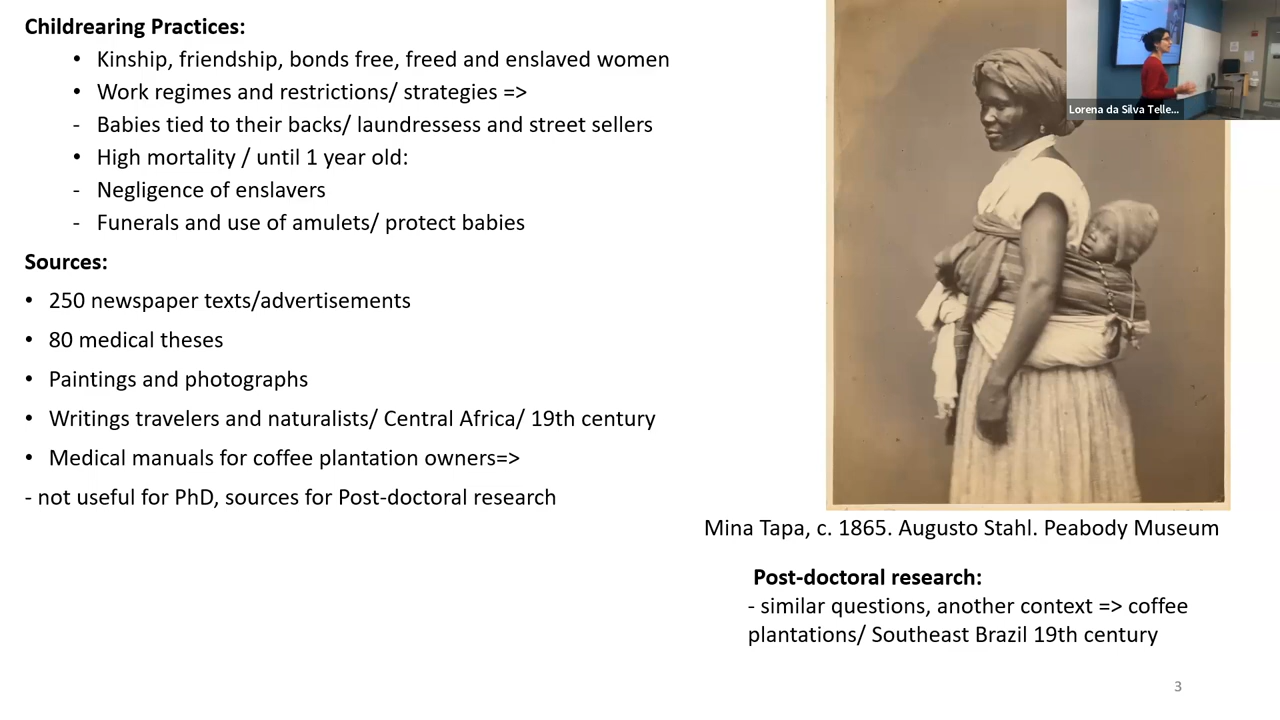 Childrearing Practices:
• Kinship, friendship, bonds free, freed and enslaved women
• Work regimes and restrictions/ strategies =>
- Babies tied to their backs/ laundressess and street sellers
• High mortality / until 1 year old:
- Negligence of enslavers
- Funerals and use of amulets/ protect babies
Sources:
• 250 newspaper texts/advertisements
• 80 medical theses
• Paintings and photographs
• Writings travelers and naturalists/ Central Africa/ 19th century
• Medical manuals for coffee plantation owners=>
- not useful for PhD, sources for Post-doctoral research
Lorena da Silva Telle...
Mina Tapa, c. 1865. Augusto Stahl. Peabody Museum
Post-doctoral research:
- similar questions, another context => coffee
plantations/ Southeast Brazil 19th century
3